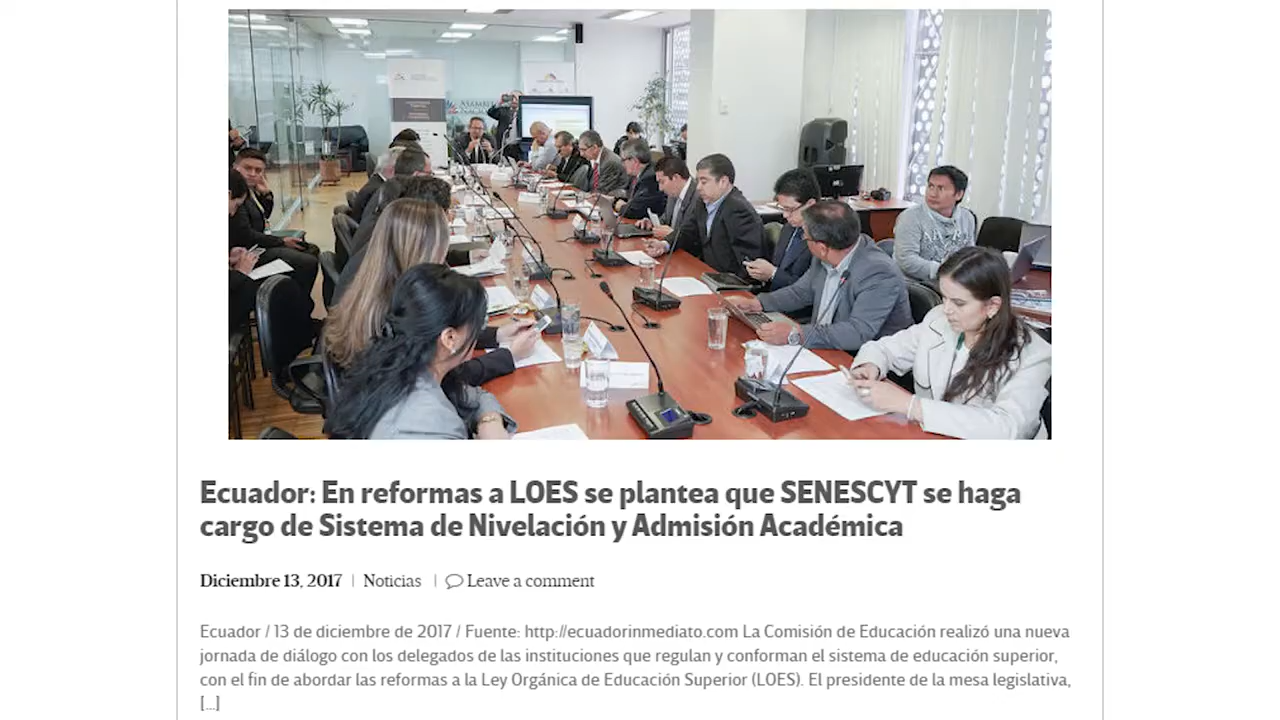 ASAMBLEA
NACIONAL
Ecuador: En reformas a LOES se plantea que SENESCYT se haga
cargo de Sistema de Nivelación y Admisión Académica
Diciembre 13, 2017 | Noticias | Leave a comment
Ecuador / 13 de diciembre de 2017 / Fuente: http://ecuadorinmediato.com La Comisión de Educación realizó una nueva
jornada de diálogo con los delegados de las instituciones que regulan y conforman el sistema de educación superior,
con el fin de abordar las reformas a la Ley Orgánica de Educación Superior (LOES). El presidente de la mesa legislativa,
[...]